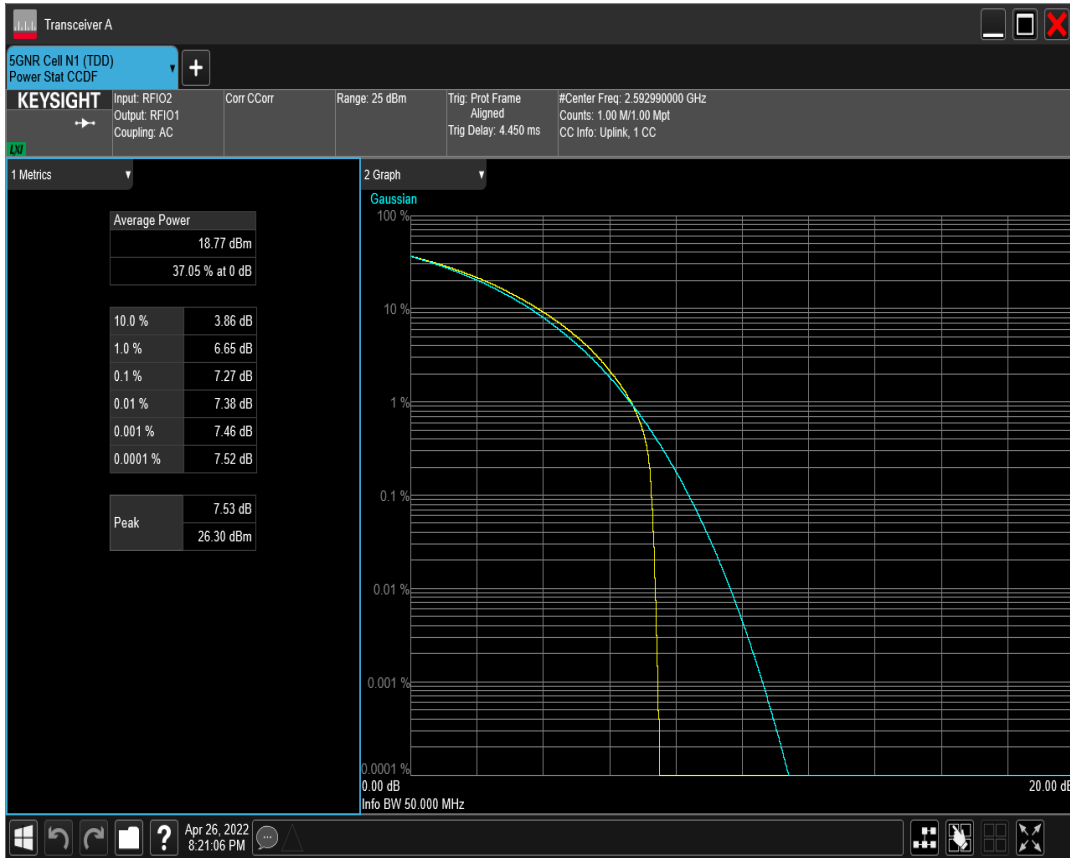 Transceiver A
5GNR Cell N1 (TDD)
Power Stat CCDF
KEYSIGHT
LXI
Input: RFIO2
Output: RFIO1
Coupling: AC
Corr CCorr
Range: 25 dBm
Trig: Prot Frame
Aligned
Trig Delay: 4.450 ms
#Center Freq: 2.592990000 GHz
Counts: 1.00 M/1.00 Mpt
CC Info: Uplink, 1 CC
1 Metrics
Average Power
18.77 dBm
37.05 % at 0 dB
10.0 % 3.86 dB
1.0 % 6.65 dB
0.1 % 7.27 dB
0.01 % 7.38 dB
0.001 % 7.46 dB
0.0001 % 7.52 dB
Peak
7.53 dB
26.30 dBm
2 Graph
Gaussian
100 %
10 %
1 %
0.1 %
0.01 %
0.001 %
0.0001 %
0.00 dB 20.00 dB
Info BW 50.000 MHz
Apr 26, 2022
8:21:06 PM